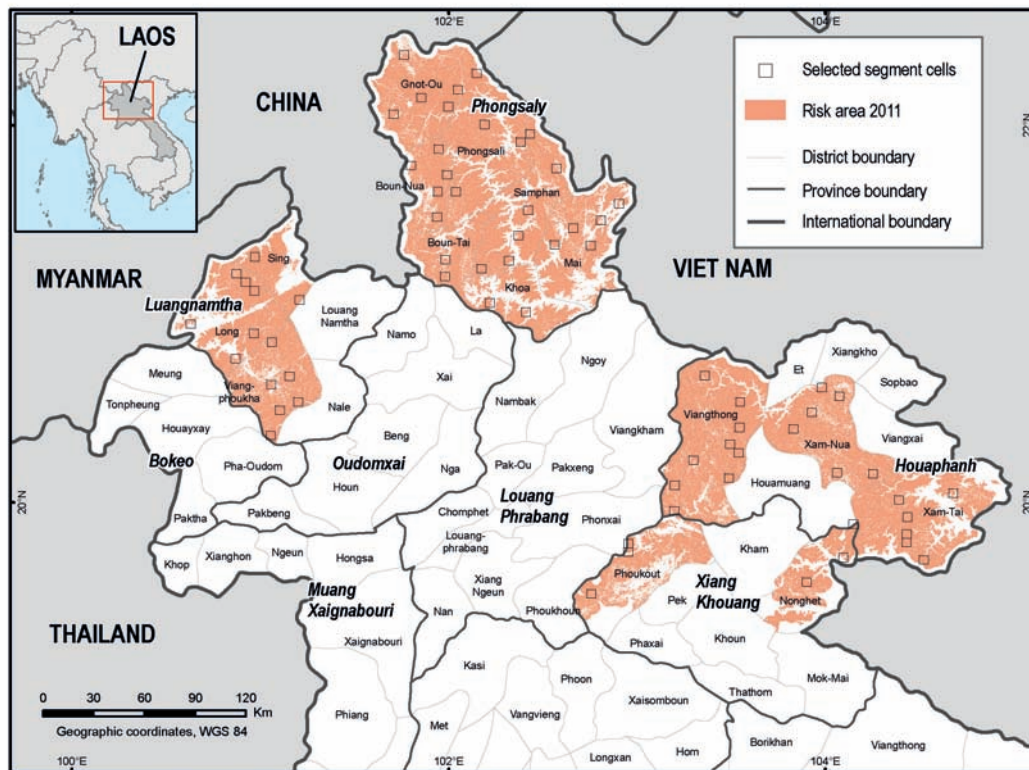 LAOS
102°E
104°E
CHINA
Gnot-Ou
Phongsaly
22°N
Phongsali
Boun-Nua
Samphan
Boun-Tai
Mai
Khoa
Selected segment cells
Risk area 2011
District boundary
Province boundary
International boundary
MYANMAR
VIET NAM
Sing
Luangnamtha
Louang
Namtha
Long
Viang-
phoukha
Nale
Namo
La
Xai
Ngoy
Nambak
Viangkham
Viangthong
Et
Xiangkho
Sopbao
Xam-Nua
Viangxai
Houaphanh
Houamuang
Xam-Tai
Meung
Tonpheung
Houayxay
Bokeo
Pha-Oudom
Paktha
Pakbeng
Beng
Oudomxai
Nga
Houn
Pak-Ou
Pakxeng
Louang
Phrabang
Chomphet
Phonxai
Louang-
phrabang
Xiang
Ngeun
Nan
Phoukhoun
20°N
20°N
Khop
Xianghon
Ngeun
Hongsa
Muang
Xaignabouri
Xaignabouri
Phiang
Kham
Phoukout
Xiang
Khouang
Pek
Nonghet
Khoun
Phaxai
Mok-Mai
Thathom
THAILAND
Kasi
Phoon
Xaisomboun
Met
Vangvieng
Longxan
Hom
Borikhan
Viangthong
0 30 60 90 120
Km
Geographic coordinates, WGS 84
100°E
102°E
104°E